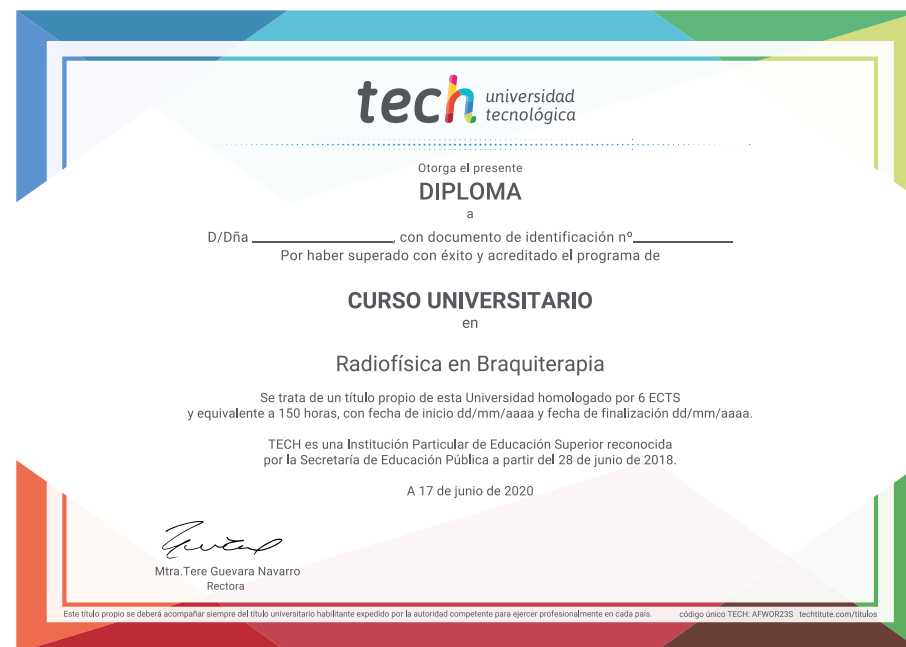 tech universidad
tecnológica
Otorga el presente
DIPLOMA
a
D/Dña ____________________, con documento de identificación nº______________
Por haber superado con éxito y acreditado el programa de
CURSO UNIVERSITARIO
en
Radiofísica en Braquiterapia
Se trata de un título propio de esta Universidad homologado por 6 ECTS
y equivalente a 150 horas, con fecha de inicio dd/mm/aaaa y fecha de finalización dd/mm/aaaa.
TECH es una Institución Particular de Educación Superior reconocida
por la Secretaría de Educación Pública a partir del 28 de junio de 2018.
A 17 de junio de 2020
Mtra.Tere Guevara Navarro
Rectora
Este título propio se deberá acompañar siempre del título universitario habilitante expedido por la autoridad competente para ejercer profesionalmente en cada país. código único TECH: AFWOR23S techtitute.com/títulos